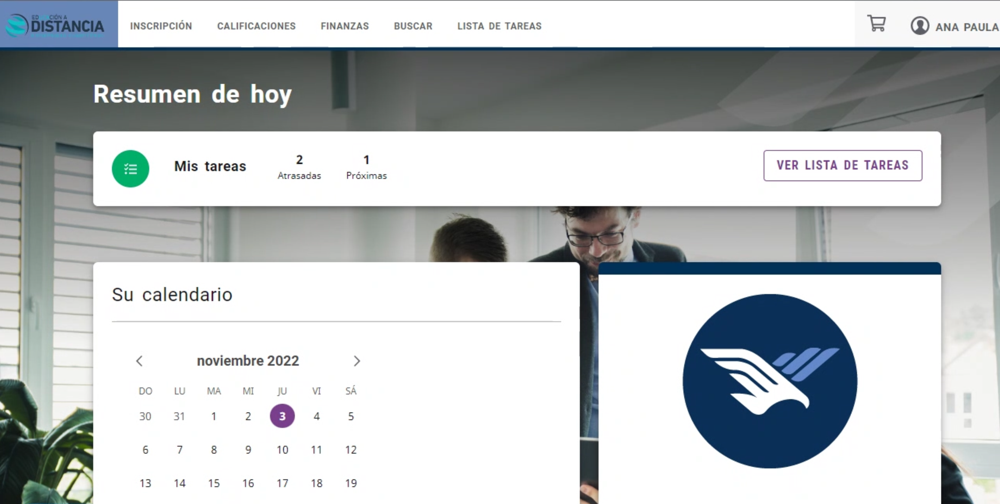 EDUCACIÓN A
DISTANCIA
INSCRIPCIÓN CALIFICACIONES FINANZAS BUSCAR LISTA DE TAREAS
ANA PAULA
Resumen de hoy
Mis tareas
2
Atrasadas
1
Próximas
VER LISTA DE TAREAS
Su calendario
noviembre 2022
DO LU MA MI JU VI SÁ
30 31 1 2 3 4 5
6 7 8 9 10 11 12
13 14 15 16 17 18 19